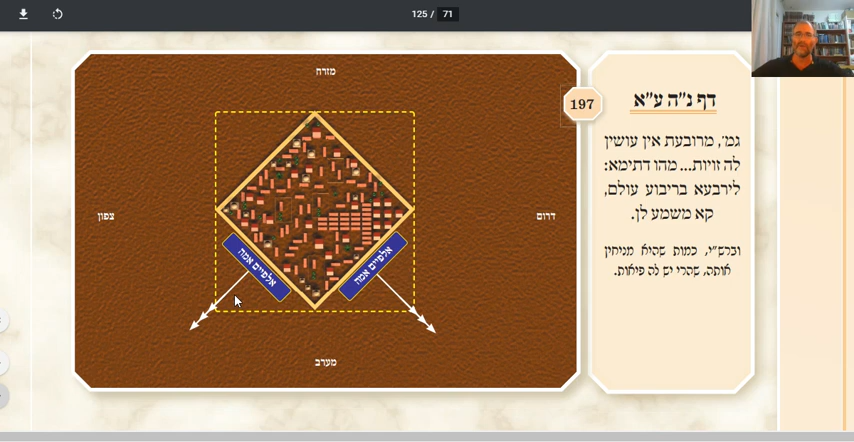 71 / 125
דף נ"ה ע"א
197
גמ', מרובעת אין עושין
לה זויות... מהו דתימא:
לירבעא בריבוע עולם,
קא משמע לן.
וברש"י, כמות שהיא מניחין
אותה, שהרי יש לה פיאות.
מזרח
צפון
דרום
אלפיים אמה
אלפיים אמה
מערב